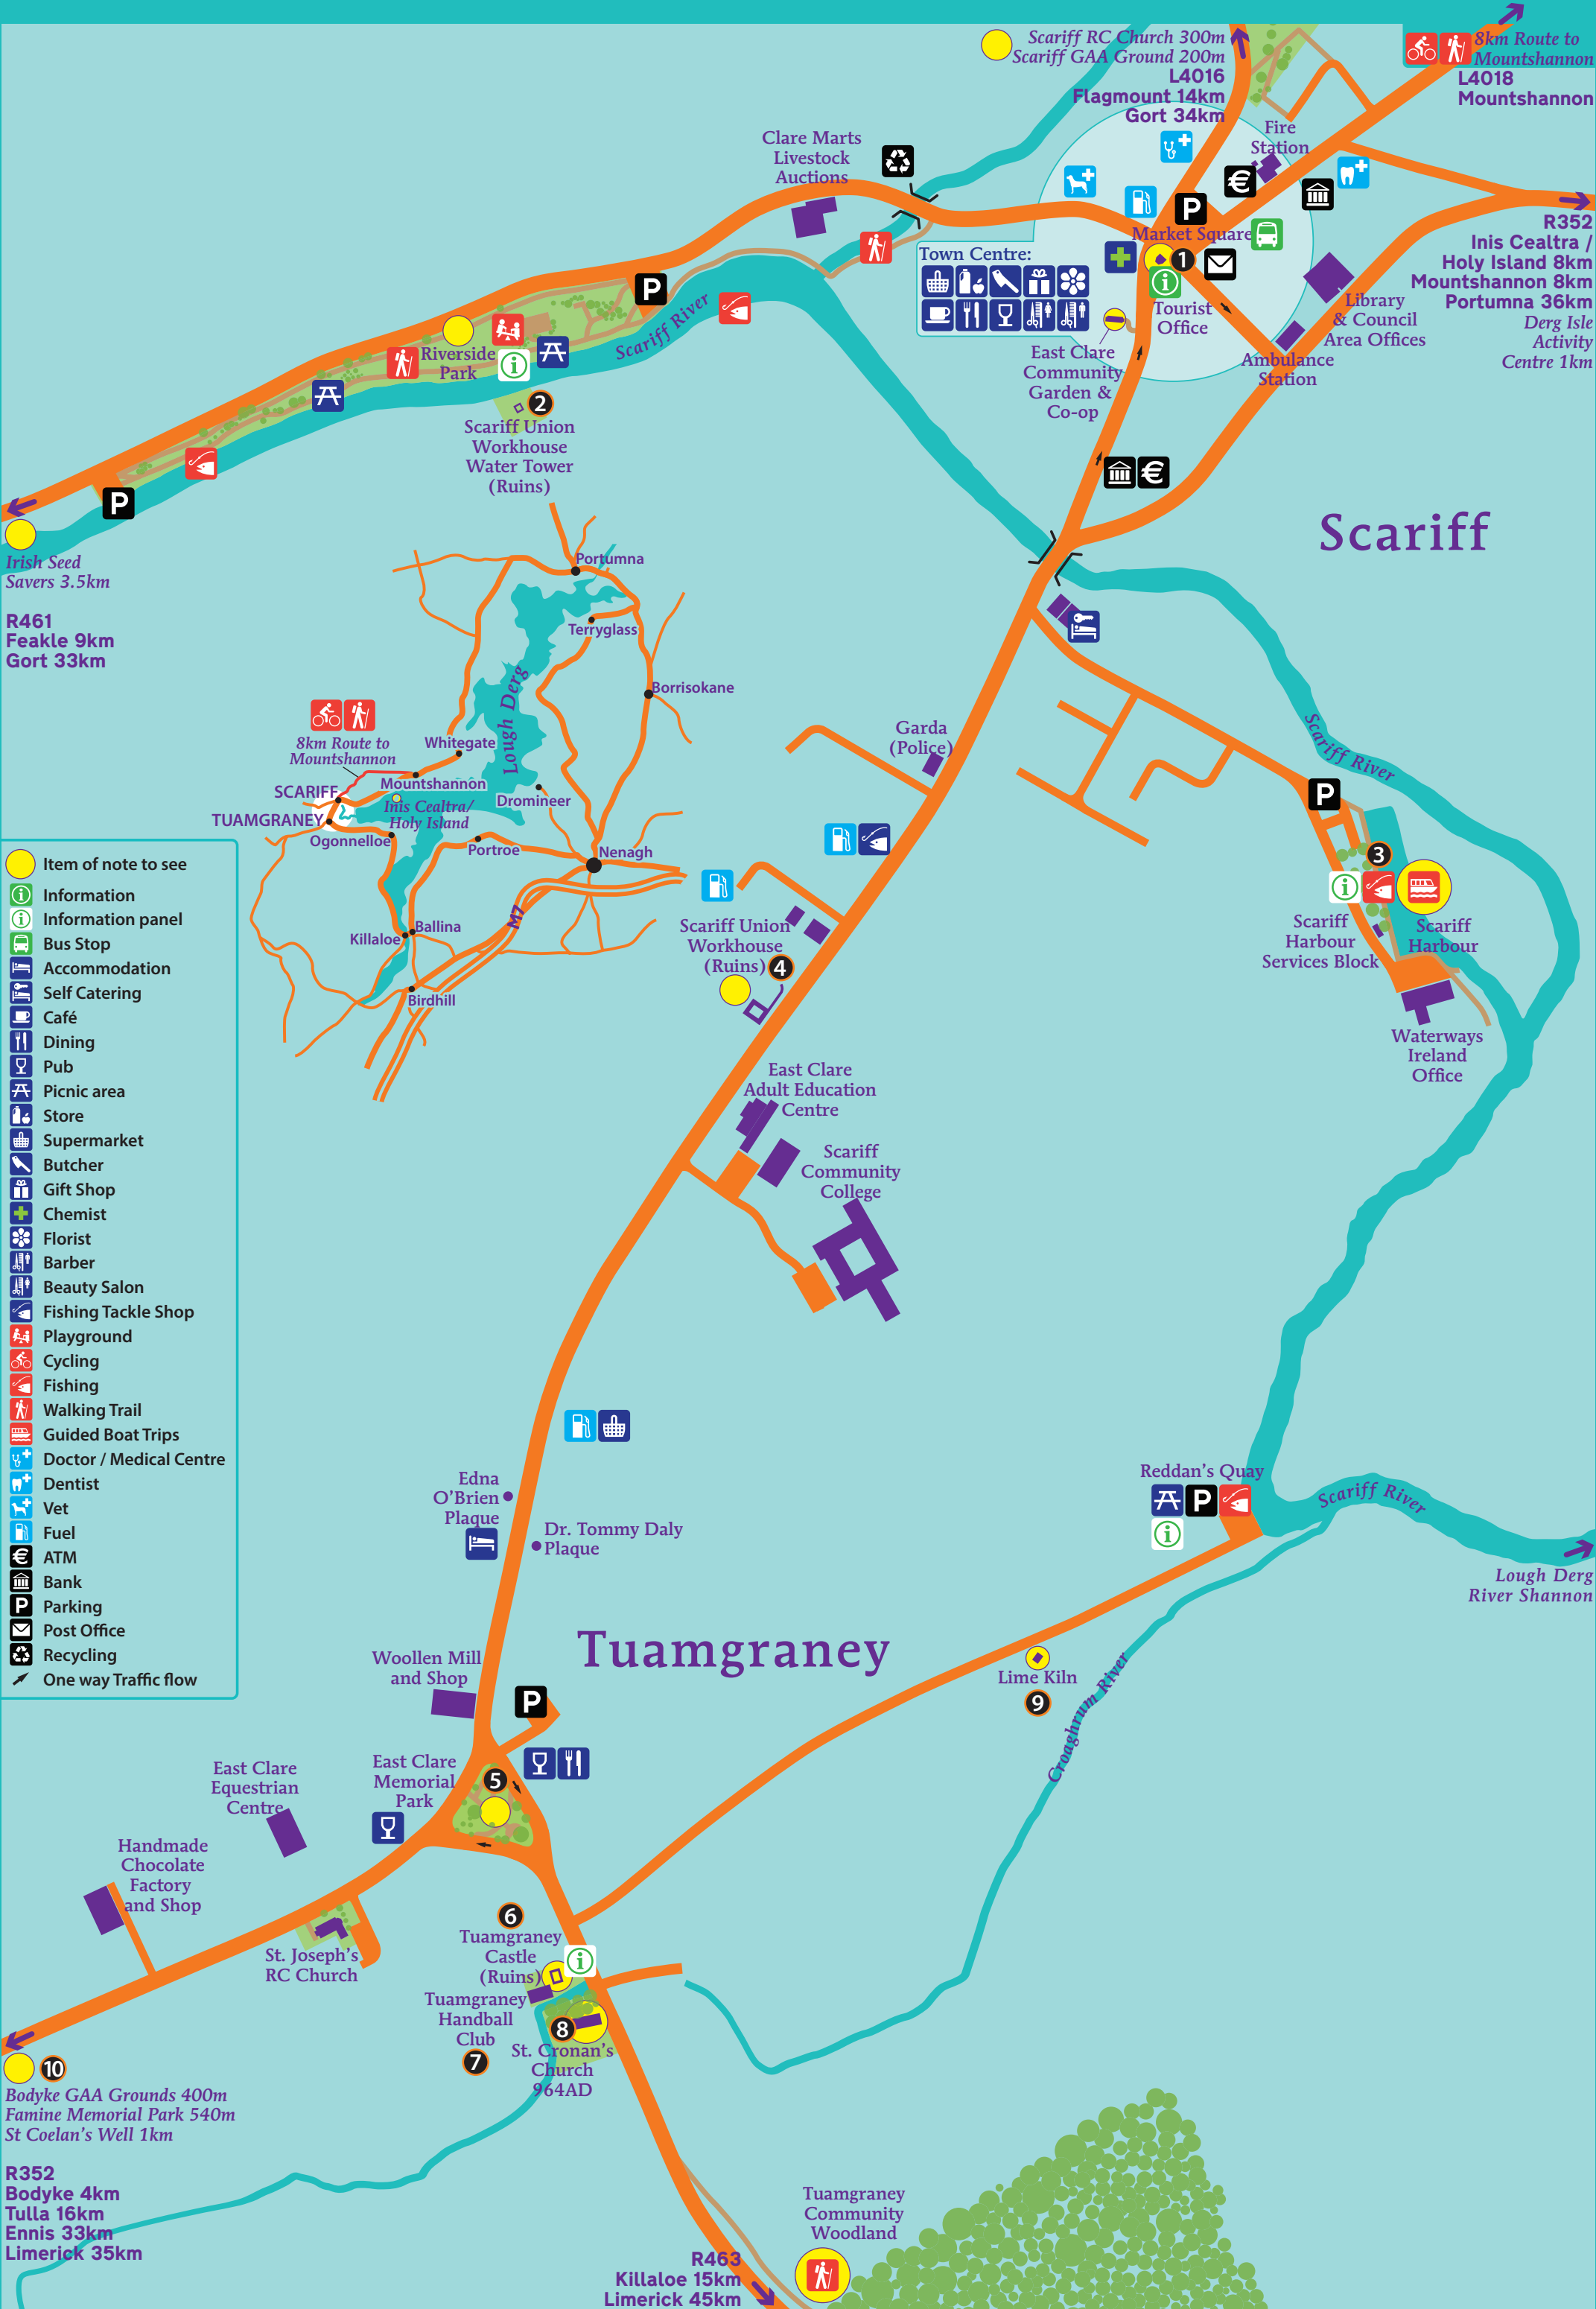 Scariff RC Church 300m
Scariff GAA Ground 200m
L4016
Flagmount 14km
Gort 34km
8km Route to
Mountshannon
L4018
Mountshannon
Fire
Station
Clare Marts
Livestock
Auctions
P
€
Market Square
1
R352
Inis Cealtra /
Holy Island 8km
Mountshannon 8km
Portumna 36km
Derg Isle
Activity
Centre 1km
Town Centre:
i
Tourist
Office
Library
& Council
Area Offices
Ambulance
Station
East Clare
Community
Garden &
Co-op
€
P
Scariff River
Riverside
Park
i
2
Scariff Union
Workhouse
Water Tower
(Ruins)
P
Irish Seed
Savers 3.5km
R461
Feakle 9km
Gort 33km
Scariff
Portumna
Terryglass
Lough Derg
Borrisokane
8km Route to
Mountshannon
Whitegate
Mountshannon
SCARIFF
Inis Cealtra/
Holy Island
Dromineer
TUAMGRANEY
Ogonnelloe
Portroe
Nenagh
M7
Ballina
Killaloe
Birdhill
Garda
(Police)
Scariff River
P
3
i
Scariff
Harbour
Services Block
Scariff
Harbour
Waterways
Ireland
Office
Scariff Union
Workhouse
(Ruins)
4
East Clare
Adult Education
Centre
Scariff
Community
College
Item of note to see
i Information
i Information panel
Bus Stop
Accommodation
Self Catering
Café
Dining
Pub
Picnic area
Store
Supermarket
Butcher
Gift Shop
Chemist
Florist
Barber
Beauty Salon
Fishing Tackle Shop
Playground
Cycling
Fishing
Walking Trail
Guided Boat Trips
Doctor / Medical Centre
Dentist
Vet
Fuel
€ ATM
Bank
P Parking
Post Office
Recycling
One way Traffic flow
Edna
O'Brien
Plaque
Dr. Tommy Daly
Plaque
Reddan's Quay
P
i
Scariff River
Lough Derg
River Shannon
Tuamgraney
Woollen Mill
and Shop
P
Lime Kiln
9
Croaghrum River
East Clare
Memorial
Park
5
East Clare
Equestrian
Centre
Handmade
Chocolate
Factory
and Shop
St. Joseph's
RC Church
6
Tuamgraney
Castle
(Ruins)
i
Tuamgraney
Handball
Club
7
8
St. Cronan's
Church
964AD
10
Bodyke GAA Grounds 400m
Famine Memorial Park 540m
St Coelan's Well 1km
R352
Bodyke 4km
Tulla 16km
Ennis 33km
Limerick 35km
Tuamgraney
Community
Woodland
R463
Killaloe 15km
Limerick 45km